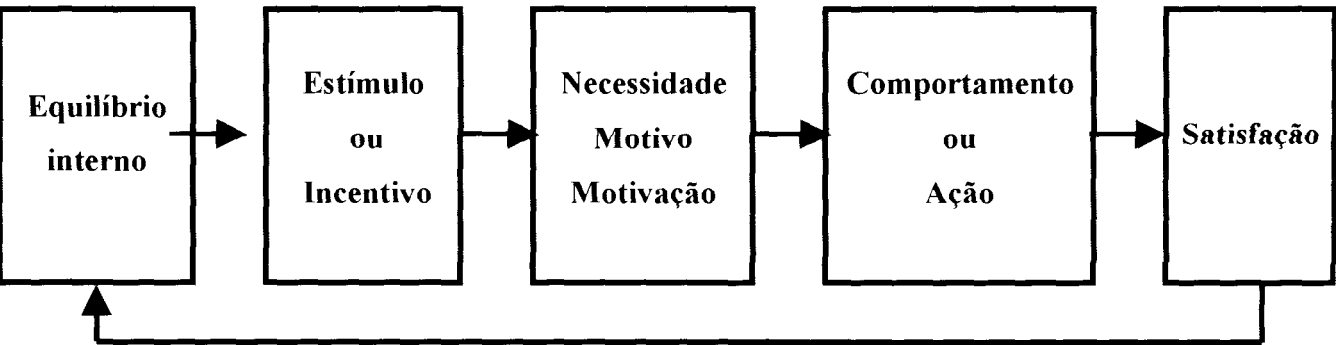 Equilíbrio
interno
Estímulo
ou
Incentivo
Necessidade
Motivo
Motivação
Comportamento
ou
Ação
Satisfação